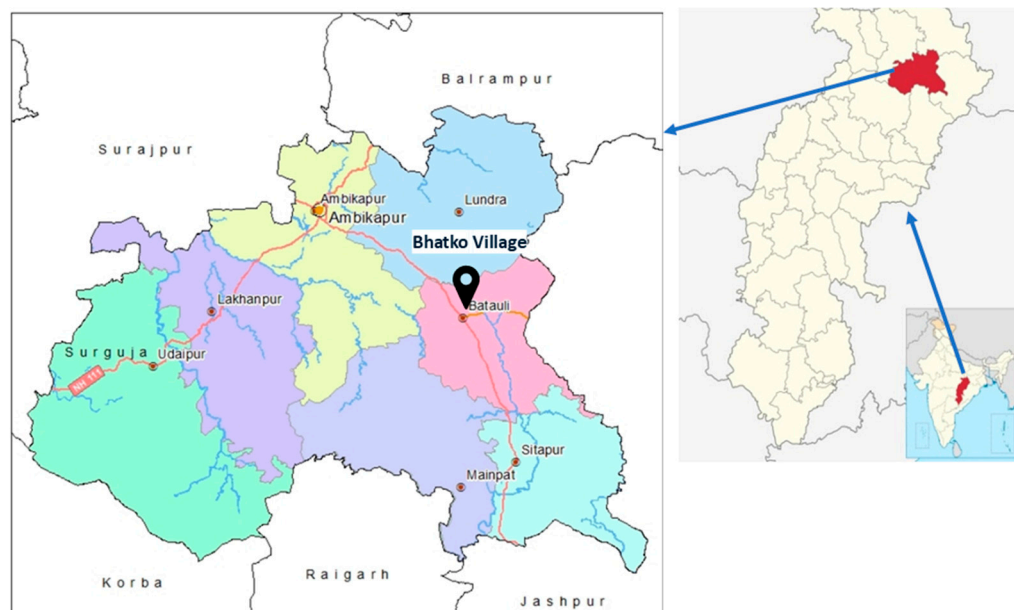 Balrampur
Surajpur
Ambikapur
Ambikapur
Lundra
Bhatko Village
Lakhanpur
Batauli
Surguja
Udaipur
NH 111
Sitapur
Mainpat
Korba
Raigarh
Jashpur